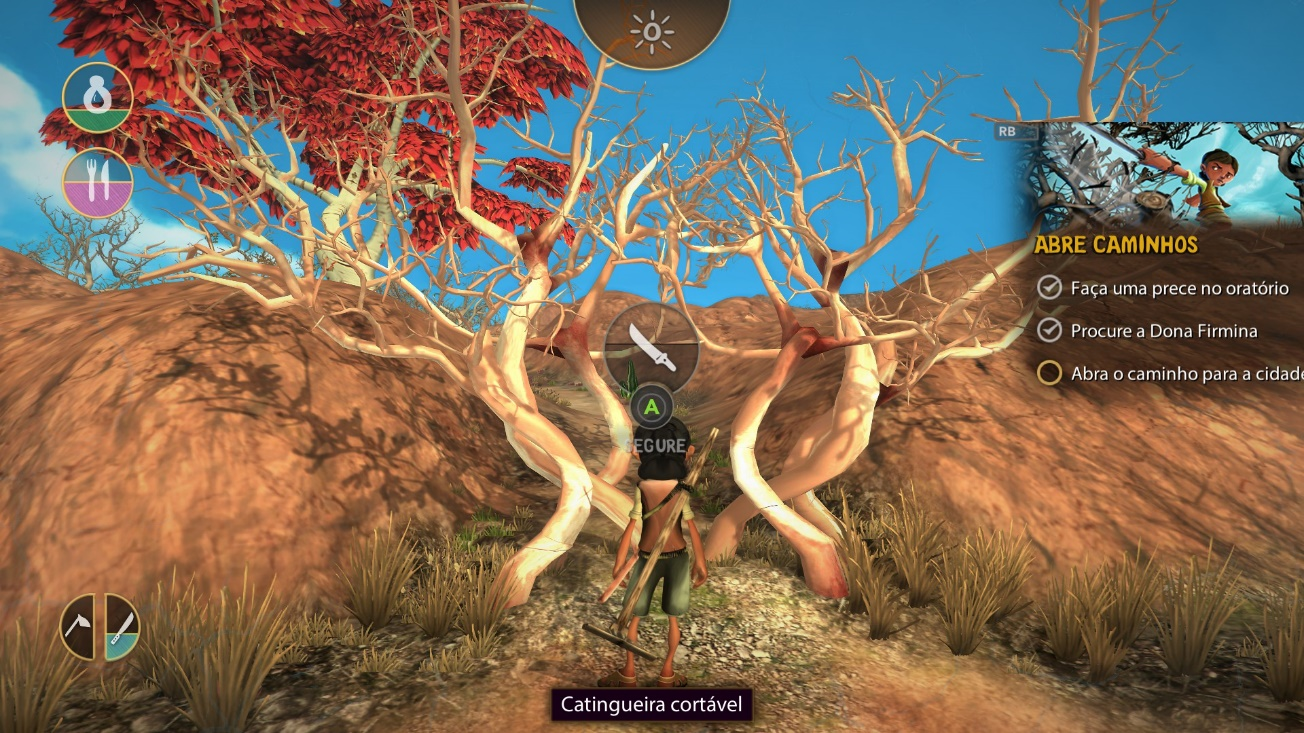 RB
ABRE CAMINHOS
Faça uma prece no oratório
Procure a Dona Firmina
Abra o caminho para a cidade
A
SEGURE
Catingueira cortável